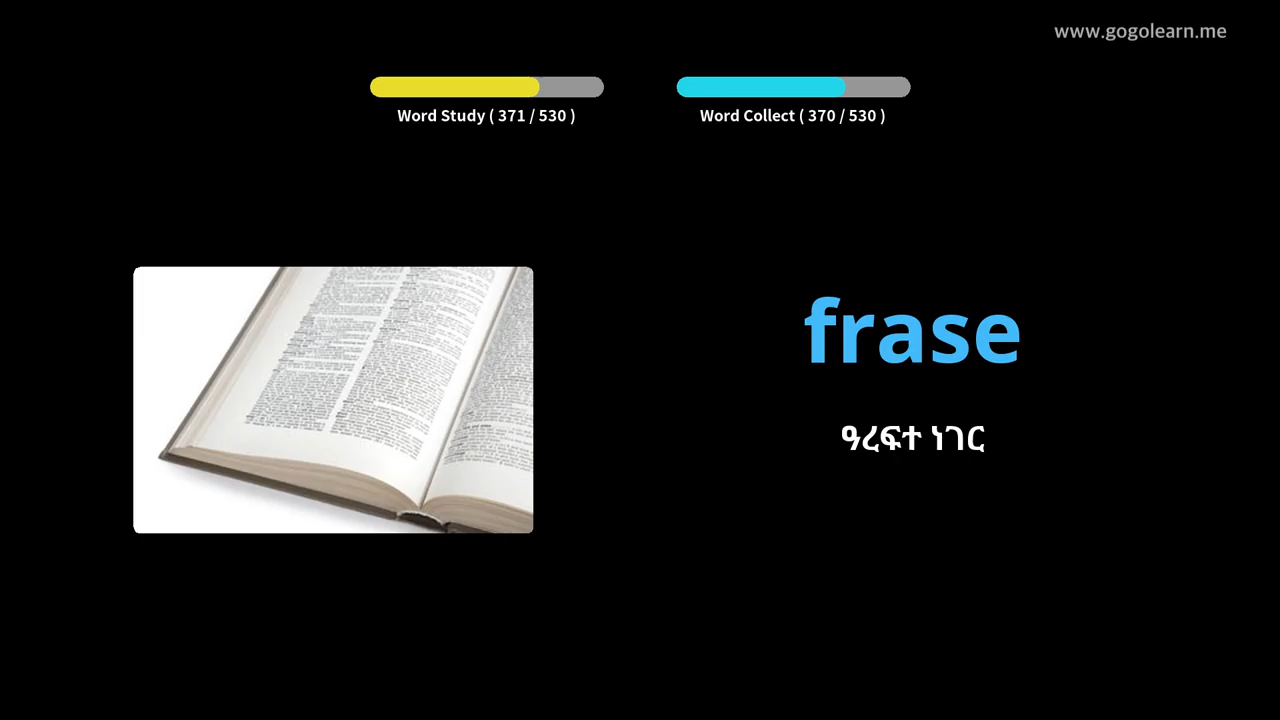 www.gogolearn.me
Word Study ( 371 / 530 )
Word Collect ( 370 / 530 )
frase
ዓረፍተ ነገር